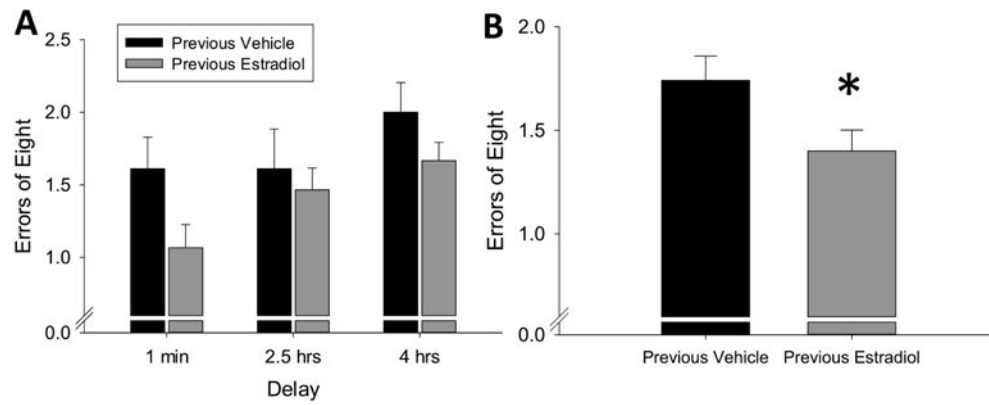 A
Errors of Eight
2.5
2.0
1.5
1.0
0.0
Previous Vehicle
Previous Estradiol
1 min
2.5 hrs
4 hrs
Delay
B
Errors of Eight
2.0
1.5
1.0
0.0
*
Previous Vehicle
Previous Estradiol